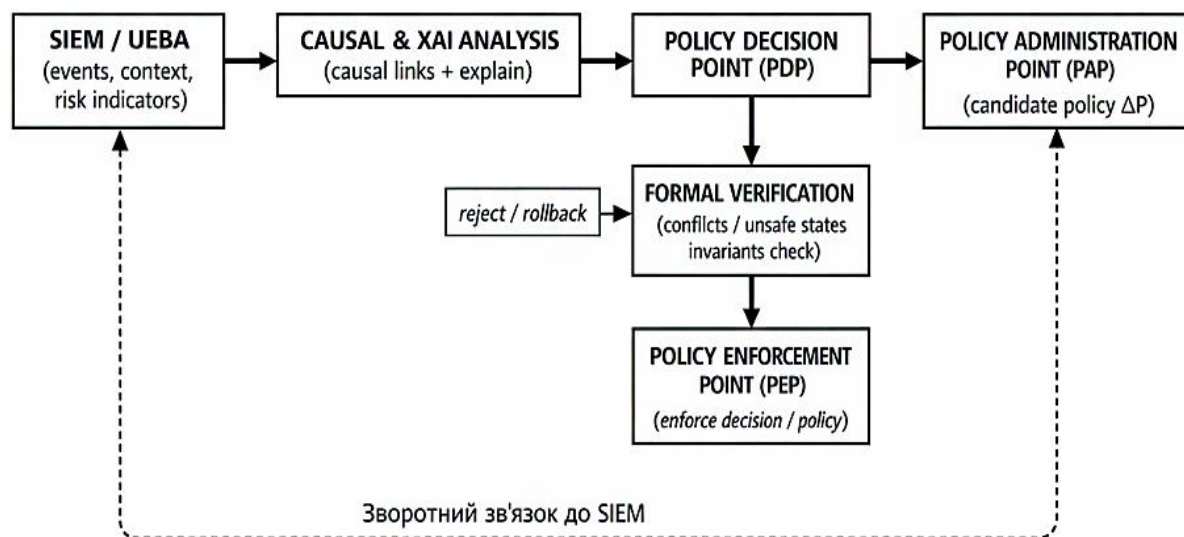 SIEM / UEBA
(events, context,
risk indicators)
CAUSAL & XAI ANALYSIS
(causal links + explain)
POLICY DECISION
POINT (PDP)
POLICY ADMINISTRATION
POINT (PAP)
(candidate policy ΔP)
reject / rollback
FORMAL VERIFICATION
(conflicts / unsafe states
invariants check)
POLICY ENFORCEMENT
POINT (PEP)
(enforce decision / policy)
Зворотний зв'язок до SIEM